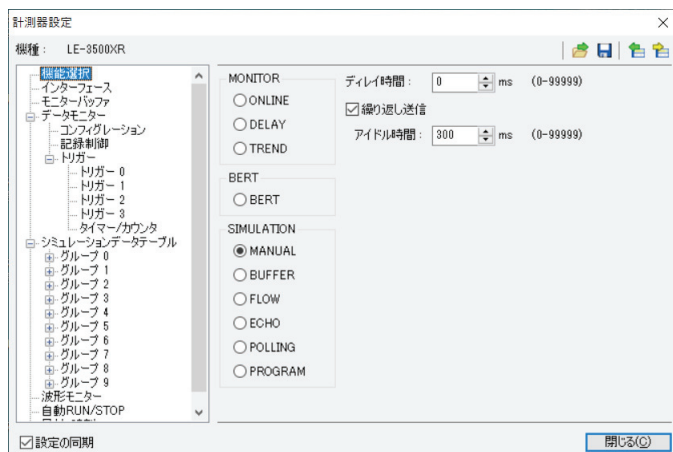 計測器設定
機種： LE-3500XR
機能選択
インターフェース
モニターバッファ
データモニター
コンフィグレーション
記録制御
トリガー
トリガー 0
トリガー 1
トリガー 2
トリガー 3
タイマー/カウンタ
シミュレーションデータテーブル
グループ 0
グループ 1
グループ 2
グループ 3
グループ 4
グループ 5
グループ 6
グループ 7
グループ 8
グループ 9
波形モニター
自動RUN/STOP
MONITOR
ONLINE
DELAY
TREND
BERT
BERT
SIMULATION
MANUAL
BUFFER
FLOW
ECHO
POLLING
PROGRAM
ディレイ時間： 0 ms (0-99999)
繰り返し送信
アイドル時間： 300 ms (0-99999)
設定の同期
閉じる(C)